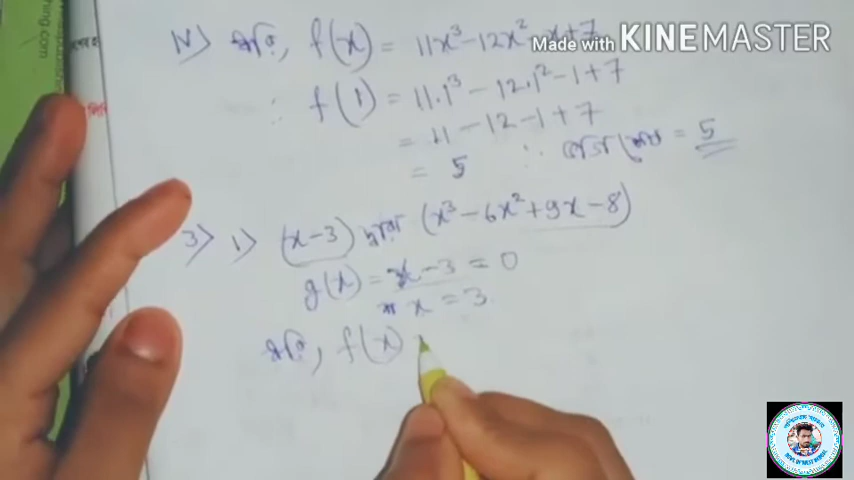 IV> ধরি, f(x) = 11x³-12x²-x+7
Made with KINEMASTER
∴ f(1) = 11.1³ - 12.1² - 1 + 7
= 11 - 12 - 1 + 7
= 5 ∴ = 5
3> 1> (x-3) দ্বারা (x³-6x²+9x-8)
g(x) = x-3 = 0
বা x = 3
ধরি, f(x)